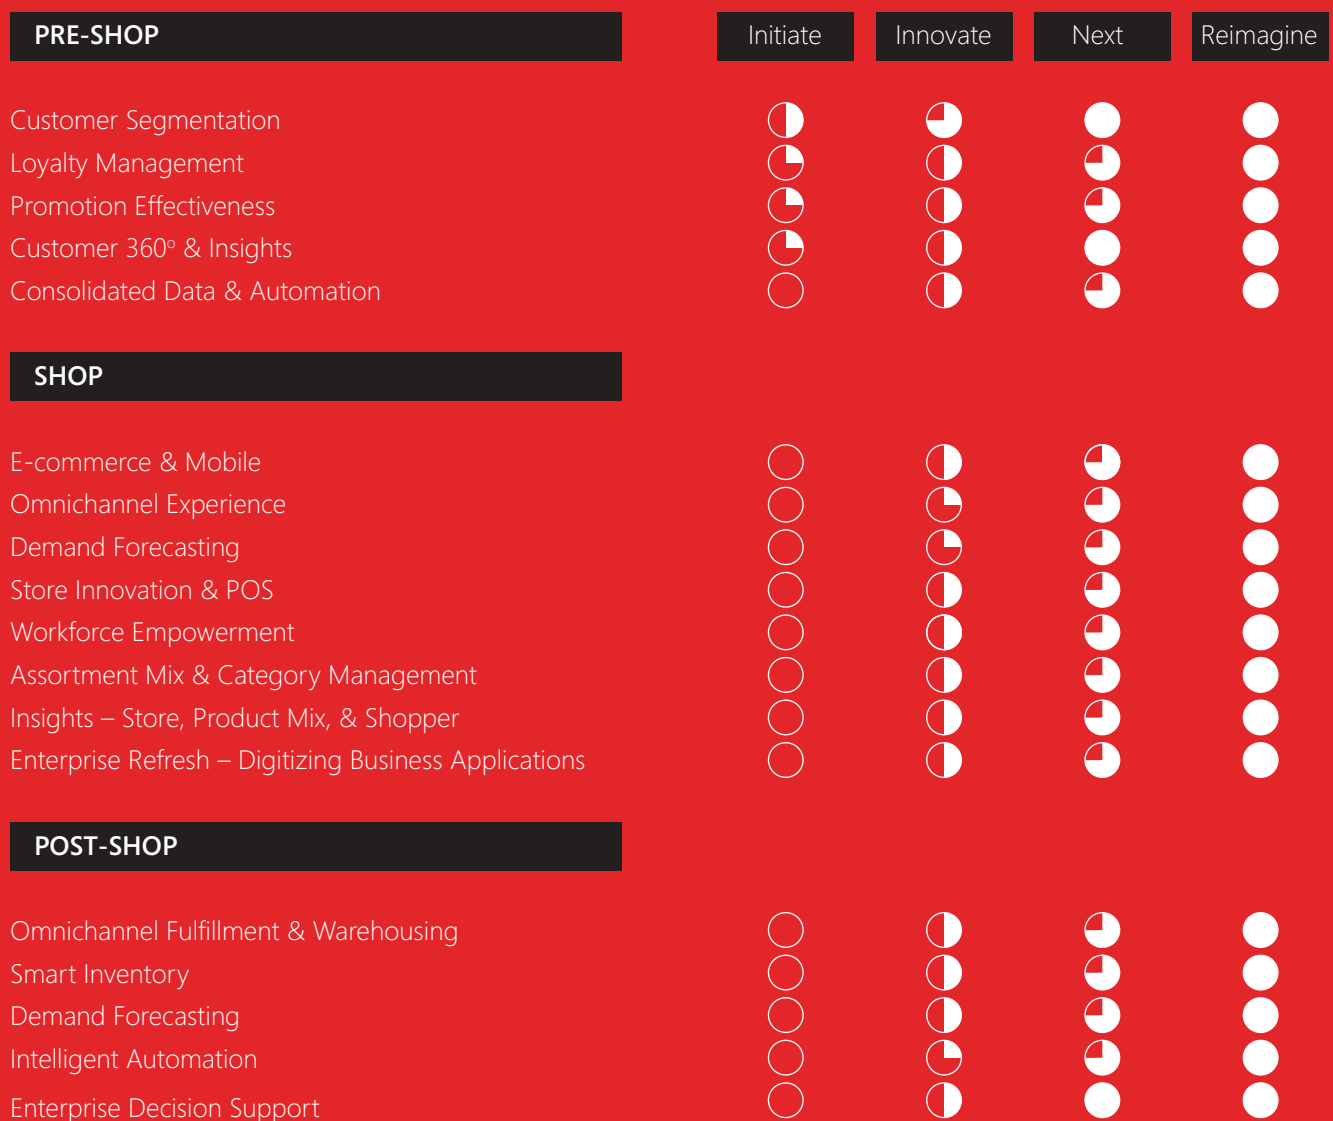 PRE-SHOP Initiate Innovate Next Reimagine
Customer Segmentation
Loyalty Management
Promotion Effectiveness
Customer 360º & Insights
Consolidated Data & Automation
SHOP
E-commerce & Mobile
Omnichannel Experience
Demand Forecasting
Store Innovation & POS
Workforce Empowerment
Assortment Mix & Category Management
Insights – Store, Product Mix, & Shopper
Enterprise Refresh – Digitizing Business Applications
POST-SHOP
Omnichannel Fulfillment & Warehousing
Smart Inventory
Demand Forecasting
Intelligent Automation
Enterprise Decision Support